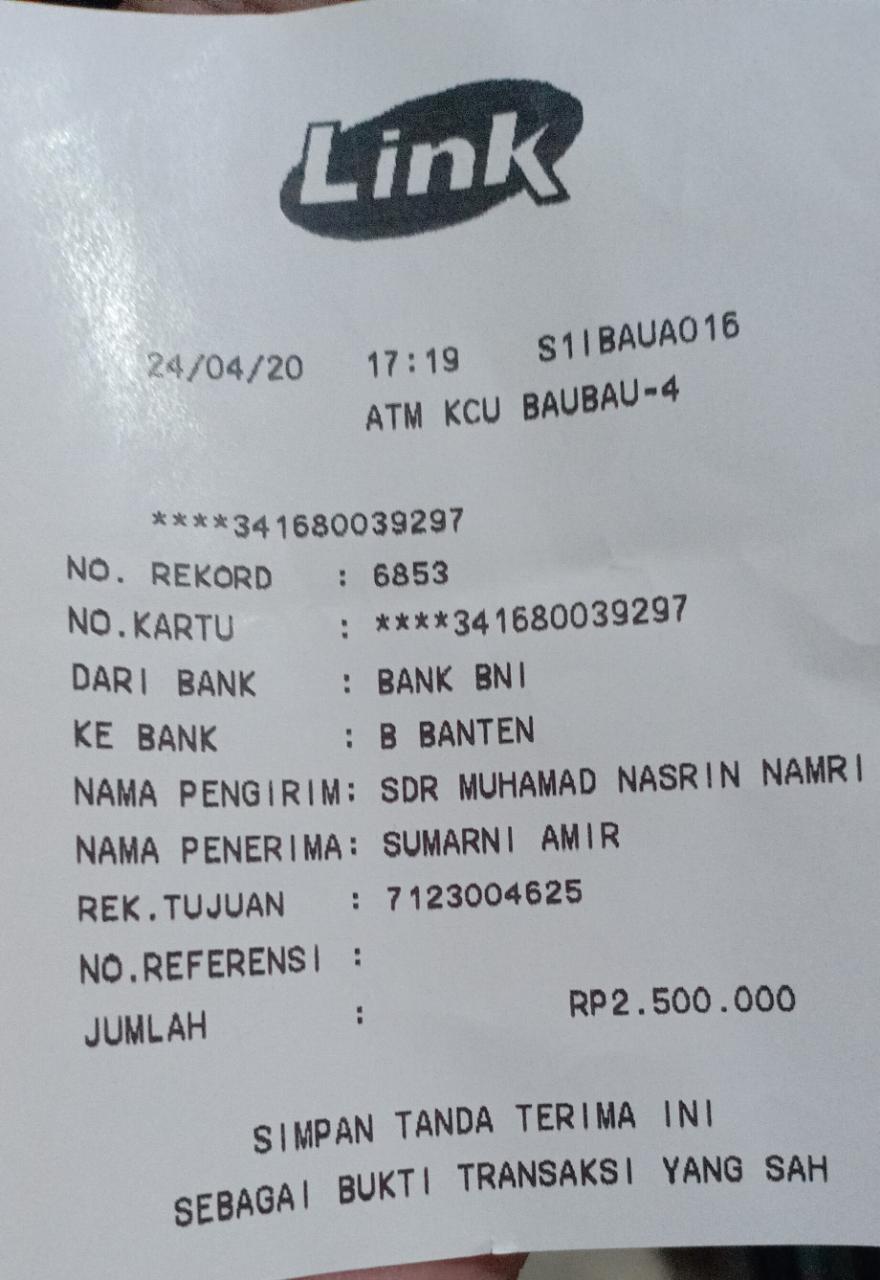 Link
24/04/20 17:19 S1IBAUA016
ATM KCU BAUBAU-4
****341680039297
NO. REKORD : 6853
NO.KARTU : ****341680039297
DARI BANK : BANK BNI
KE BANK : B BANTEN
NAMA PENGIRIM: SDR MUHAMAD NASRIN NAMRI
NAMA PENERIMA: SUMARNI AMIR
REK.TUJUAN : 7123004625
NO.REFERENSI :
JUMLAH : RP2.500.000
SIMPAN TANDA TERIMA INI
SEBAGAI BUKTI TRANSAKSI YANG SAH